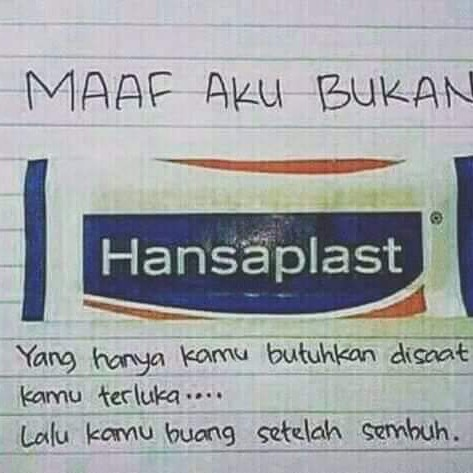 MAAF AKU BUKAN
Hansaplast®
Yang hanya kamu butuhkan disaat
kamu terluka....
Lalu kamu buang setelah sembuh.